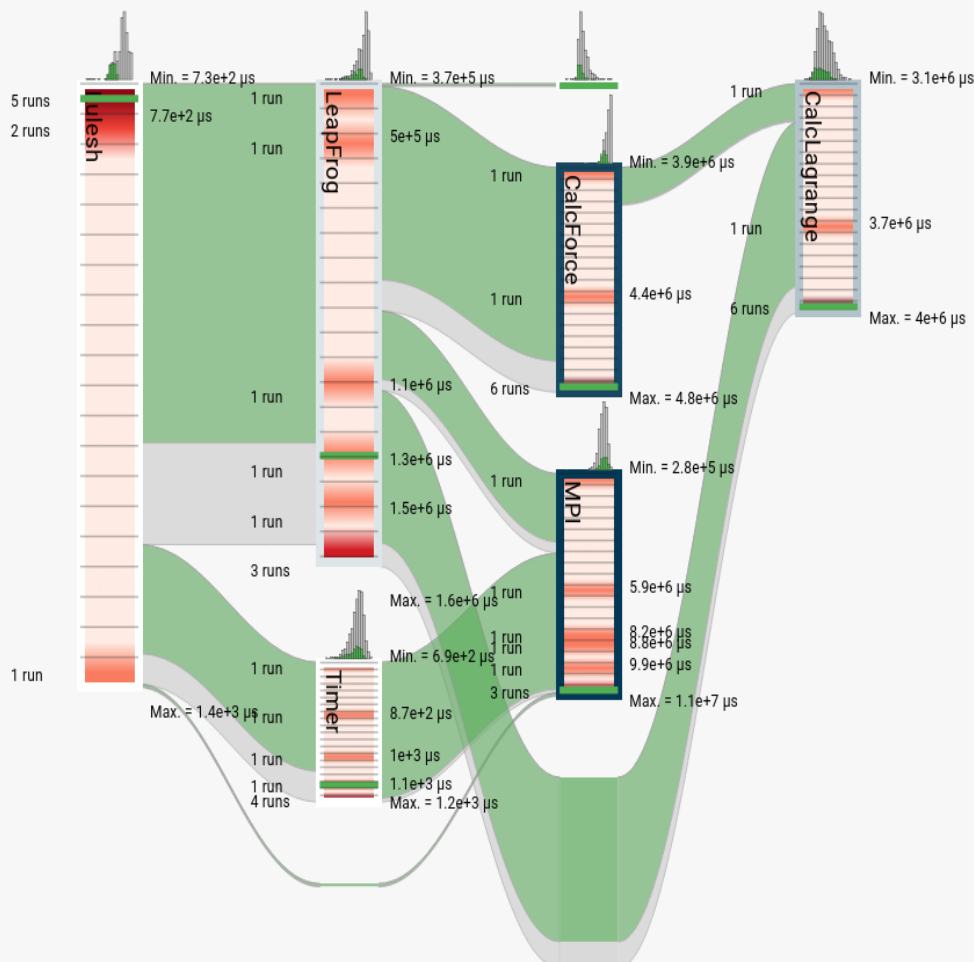 Min. = 7.3e+2 µs
5 runs
7.7e+2 µs
2 runs
lulesh
1 run
Max. = 1.4e+3 µs
Min. = 3.7e+5 µs
1 run
5e+5 µs
1 run
LeapFrog
1.1e+6 µs
1 run
1.3e+6 µs
1 run
1.5e+6 µs
1 run
3 runs
Max. = 1.6e+6 µs
Min. = 6.9e+2 µs
1 run
Timer
8.7e+2 µs
1 run
1e+3 µs
1 run
1.1e+3 µs
1 run
4 runs
Max. = 1.2e+3 µs
Min. = 3.9e+6 µs
1 run
CalcForce
4.4e+6 µs
1 run
6 runs
Max. = 4.8e+6 µs
Min. = 2.8e+5 µs
1 run
MPI
5.9e+6 µs
1 run
8.2e+6 µs
1 run
8.8e+6 µs
1 run
9.9e+6 µs
1 run
3 runs
Max. = 1.1e+7 µs
Min. = 3.1e+6 µs
1 run
CalcLagrange
3.7e+6 µs
1 run
6 runs
Max. = 4e+6 µs